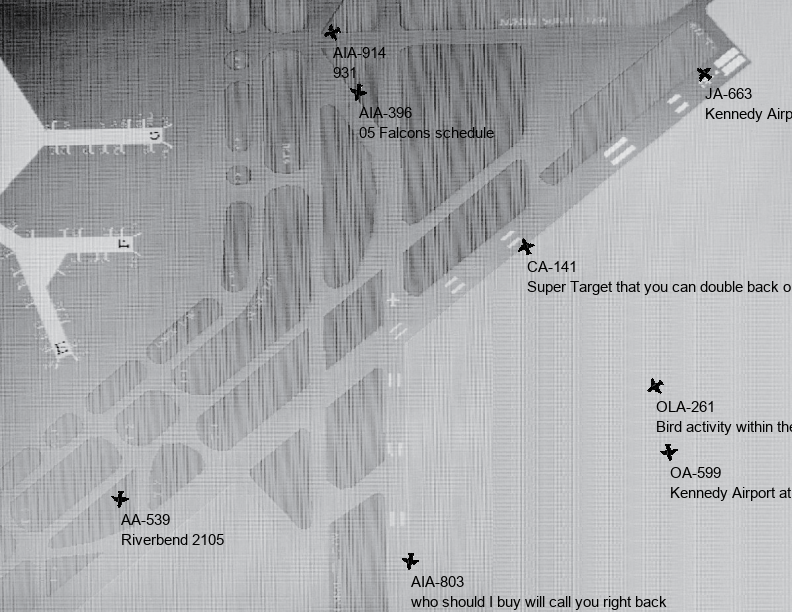 AIA-914
931
AIA-396
05 Falcons schedule
JA-663
Kennedy Airp
CA-141
Super Target that you can double back o
OLA-261
Bird activity within the
OA-599
Kennedy Airport at
AA-539
Riverbend 2105
AIA-803
who should I buy will call you right back